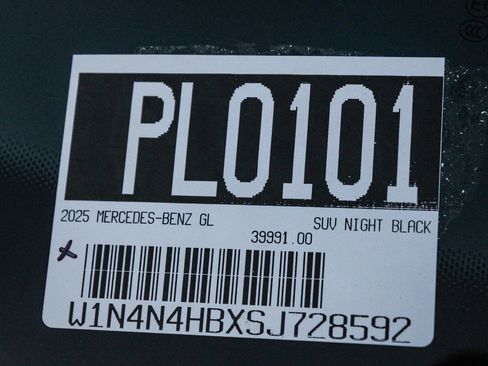 PL0101
2025 MERCEDES-BENZ GL SUV NIGHT BLACK
39991.00
W1N4N4HBXSJ728592